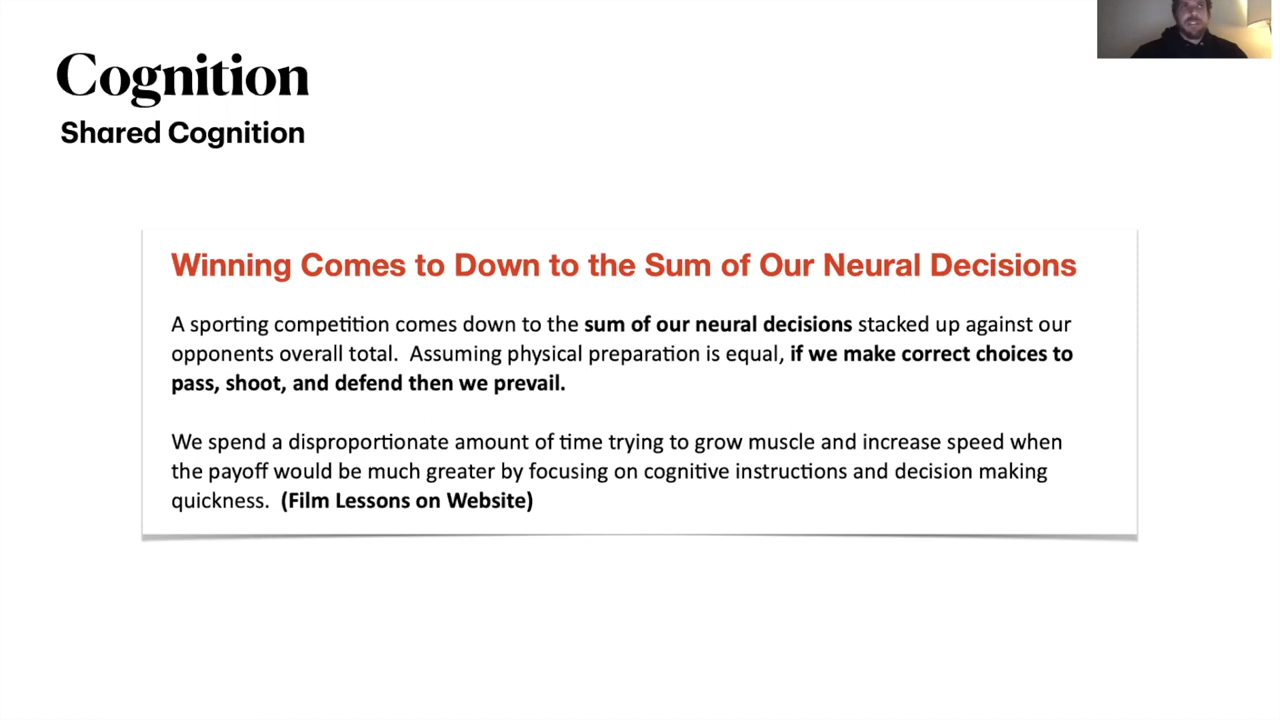 Cognition
Shared Cognition
Winning Comes to Down to the Sum of Our Neural Decisions
A sporting competition comes down to the sum of our neural decisions stacked up against our
opponents overall total.  Assuming physical preparation is equal, if we make correct choices to
pass, shoot, and defend then we prevail.
We spend a disproportionate amount of time trying to grow muscle and increase speed when
the payoff would be much greater by focusing on cognitive instructions and decision making
quickness.  (Film Lessons on Website)